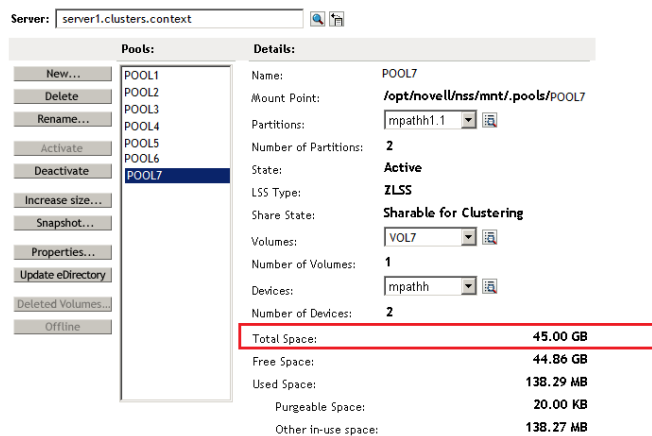 Server: server1.clusters.context
Pools: Details:
New...
Delete
Rename...
Activate
Deactivate
Increase size...
Snapshot...
Properties...
Update eDirectory
Deleted Volumes...
Offline
POOL1
POOL2
POOL3
POOL4
POOL5
POOL6
POOL7
Name: POOL7
Mount Point: /opt/novell/nss/mnt/.pools/POOL7
Partitions: mpathh1.1
Number of Partitions: 2
State: Active
LSS Type: ZLSS
Share State: Sharable for Clustering
Volumes: VOL7
Number of Volumes: 1
Devices: mpathh
Number of Devices: 2
Total Space: 45.00 GB
Free Space: 44.86 GB
Used Space: 138.29 MB
Purgeable Space: 20.00 KB
Other in-use space: 138.27 MB